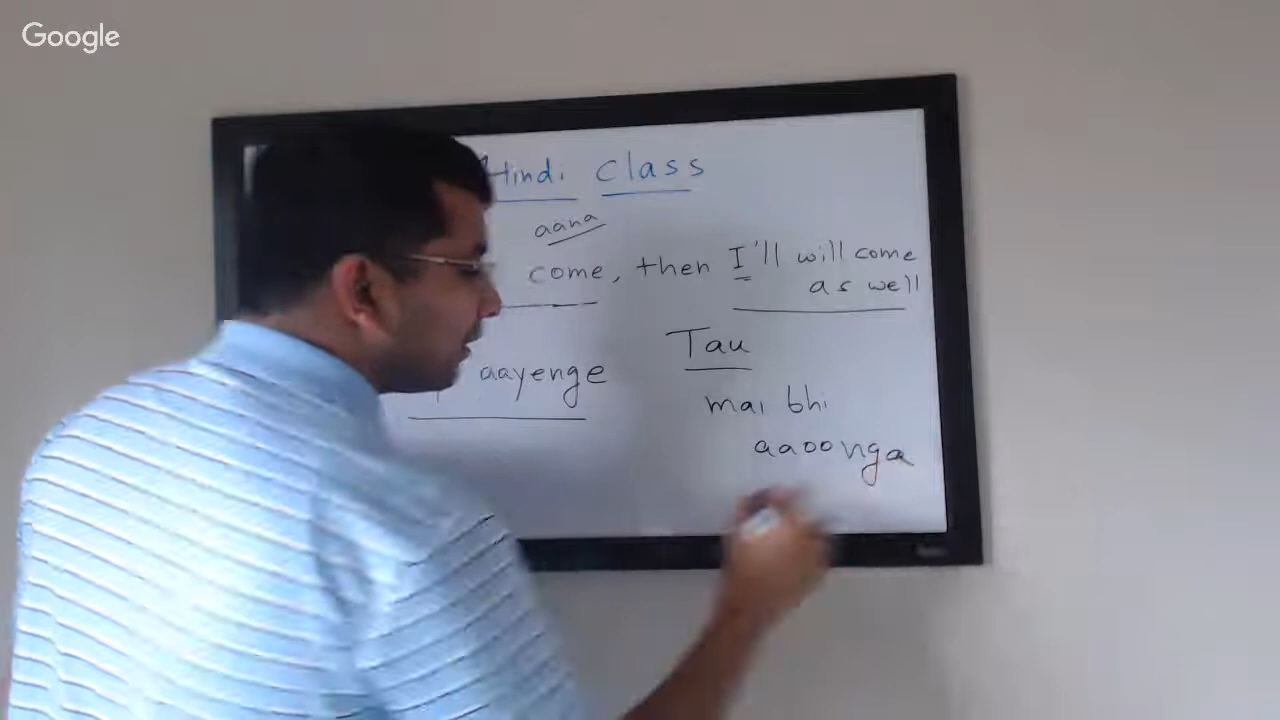 Google
Hindi class
aana
come, then I'll will come
as well
Tau
aayenge
mai bhi
aaoonga